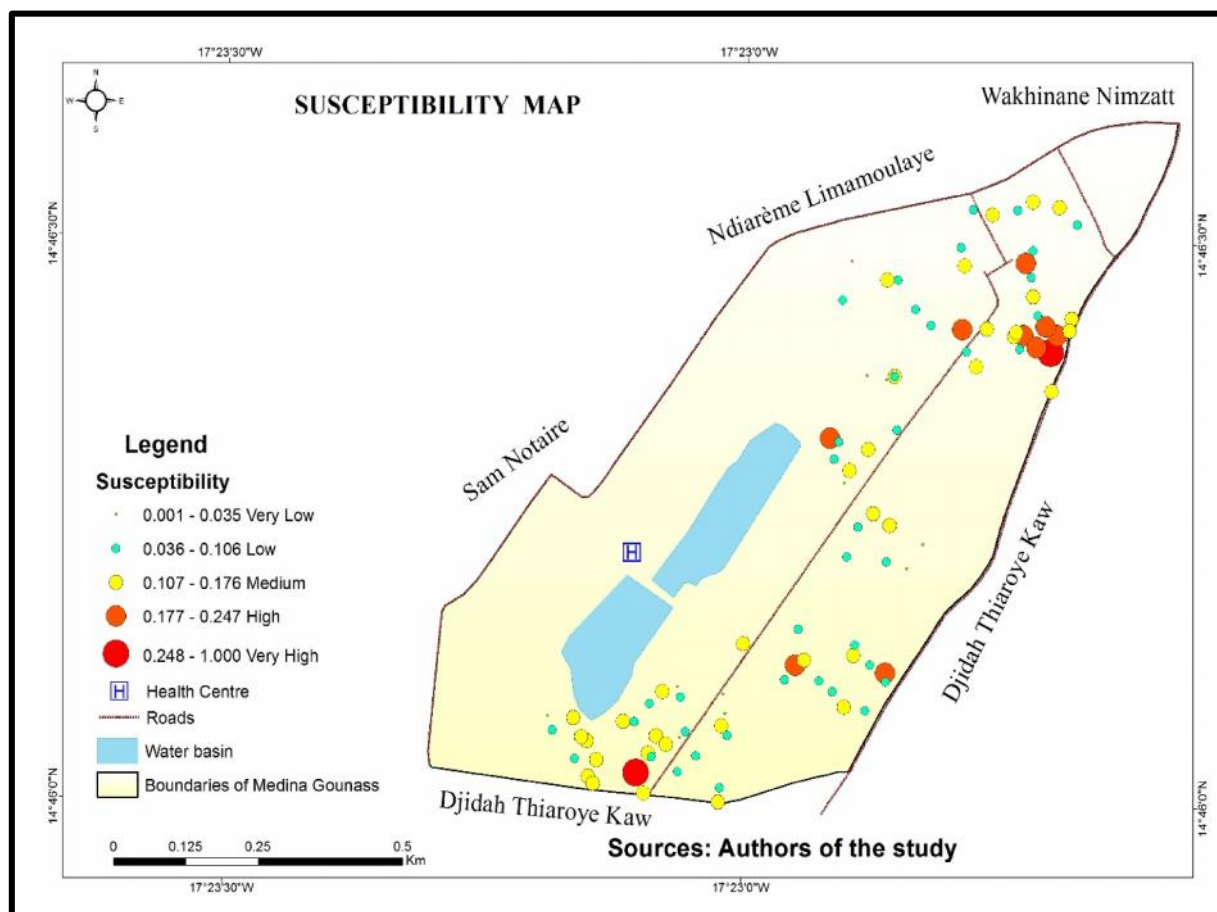 17°23'30"W 17°23'0"W
N
W E
S
SUSCEPTIBILITY MAP
Wakhinane Nimzatt
Ndiarème Limamoulaye
14°46'30"N 14°46'30"N
Sam Notaire
Legend
Susceptibility
0.001 - 0.035 Very Low
0.036 - 0.106 Low
0.107 - 0.176 Medium
0.177 - 0.247 High
0.248 - 1.000 Very High
H Health Centre
Roads
Water basin
Boundaries of Medina Gounass
H
Djidah Thiaroye Kaw
Djidah Thiaroye Kaw
14°46'0"N 14°46'0"N
Sources: Authors of the study
0 0.125 0.25 0.5
Km
17°23'30"W 17°23'0"W